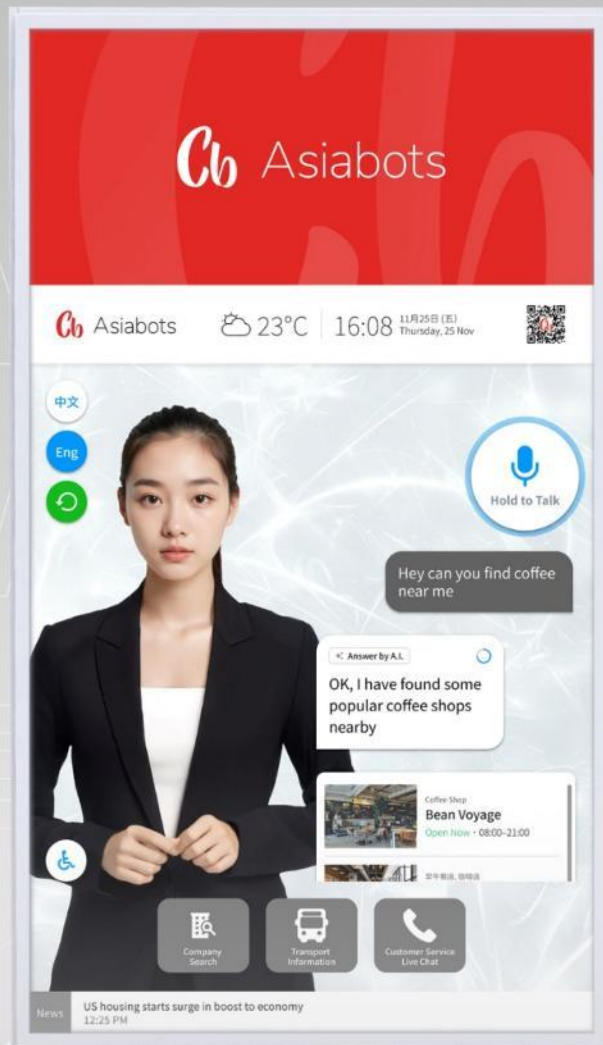 Cb Asiabots
Cb Asiabots
23°C
16:08
11月25日 (五)
Thursday, 25 Nov
中文
Eng
Hold to Talk
Hey can you find coffee
near me
Answer by A.I.
OK, I have found some
popular coffee shops
nearby
Coffee Shop
Bean Voyage
Open Now • 08:00–21:00
Company
Search
Transport
Information
Customer Service
Live Chat
News
US housing starts surge in boost to economy
12:25 PM